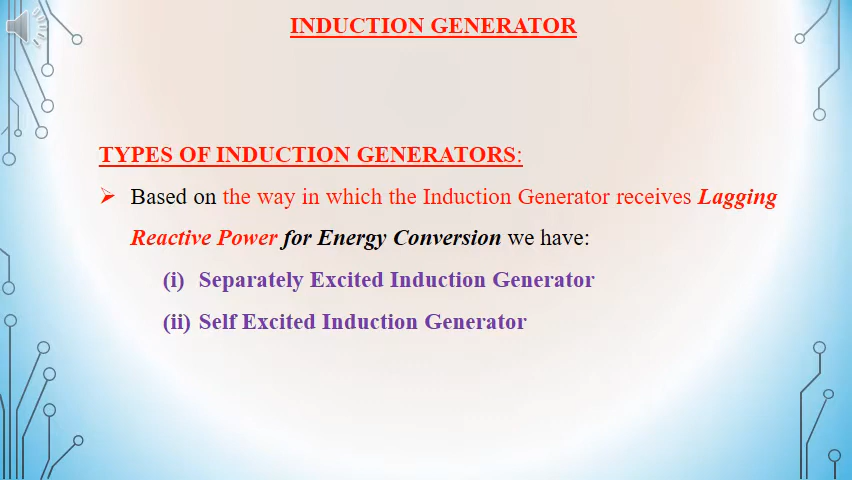 INDUCTION GENERATOR
TYPES OF INDUCTION GENERATORS:
Based on the way in which the Induction Generator receives Lagging
Reactive Power for Energy Conversion we have:
(i) Separately Excited Induction Generator
(ii) Self Excited Induction Generator